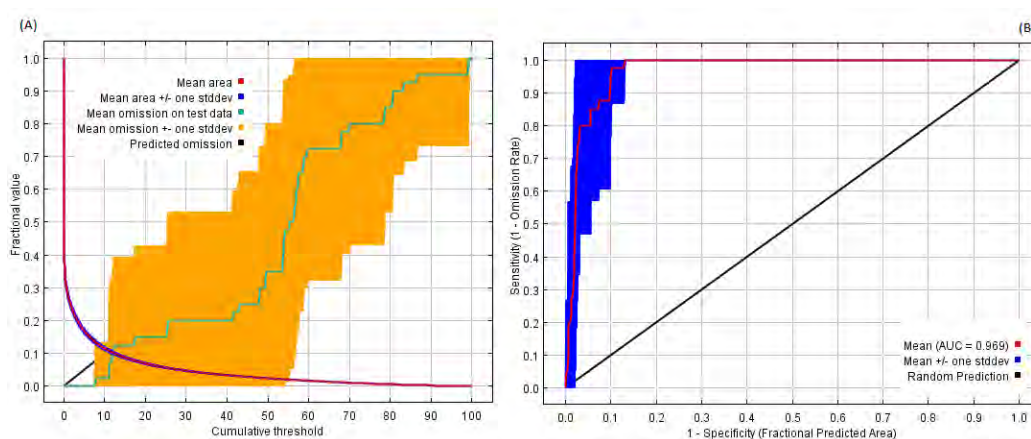 (A)
1.0
0.9
0.8
0.7
0.6
0.5
0.4
0.3
0.2
0.1
0.0
Fractional value
Mean area
Mean area +/- one stddev
Mean omission on test data
Mean omission +- one stddev
Predicted omission
0 10 20 30 40 50 60 70 80 90 100
Cumulative threshold
(B
1.0
0.9
0.8
0.7
0.6
0.5
0.4
0.3
0.2
0.1
0.0
Sensitivity (1 - Omission Rate)
Mean (AUC = 0.969)
Mean +/- one stddev
Random Prediction
0.0 0.1 0.2 0.3 0.4 0.5 0.6 0.7 0.8 0.9 1.0
1 - Specificity (Fractional Predicted Area)